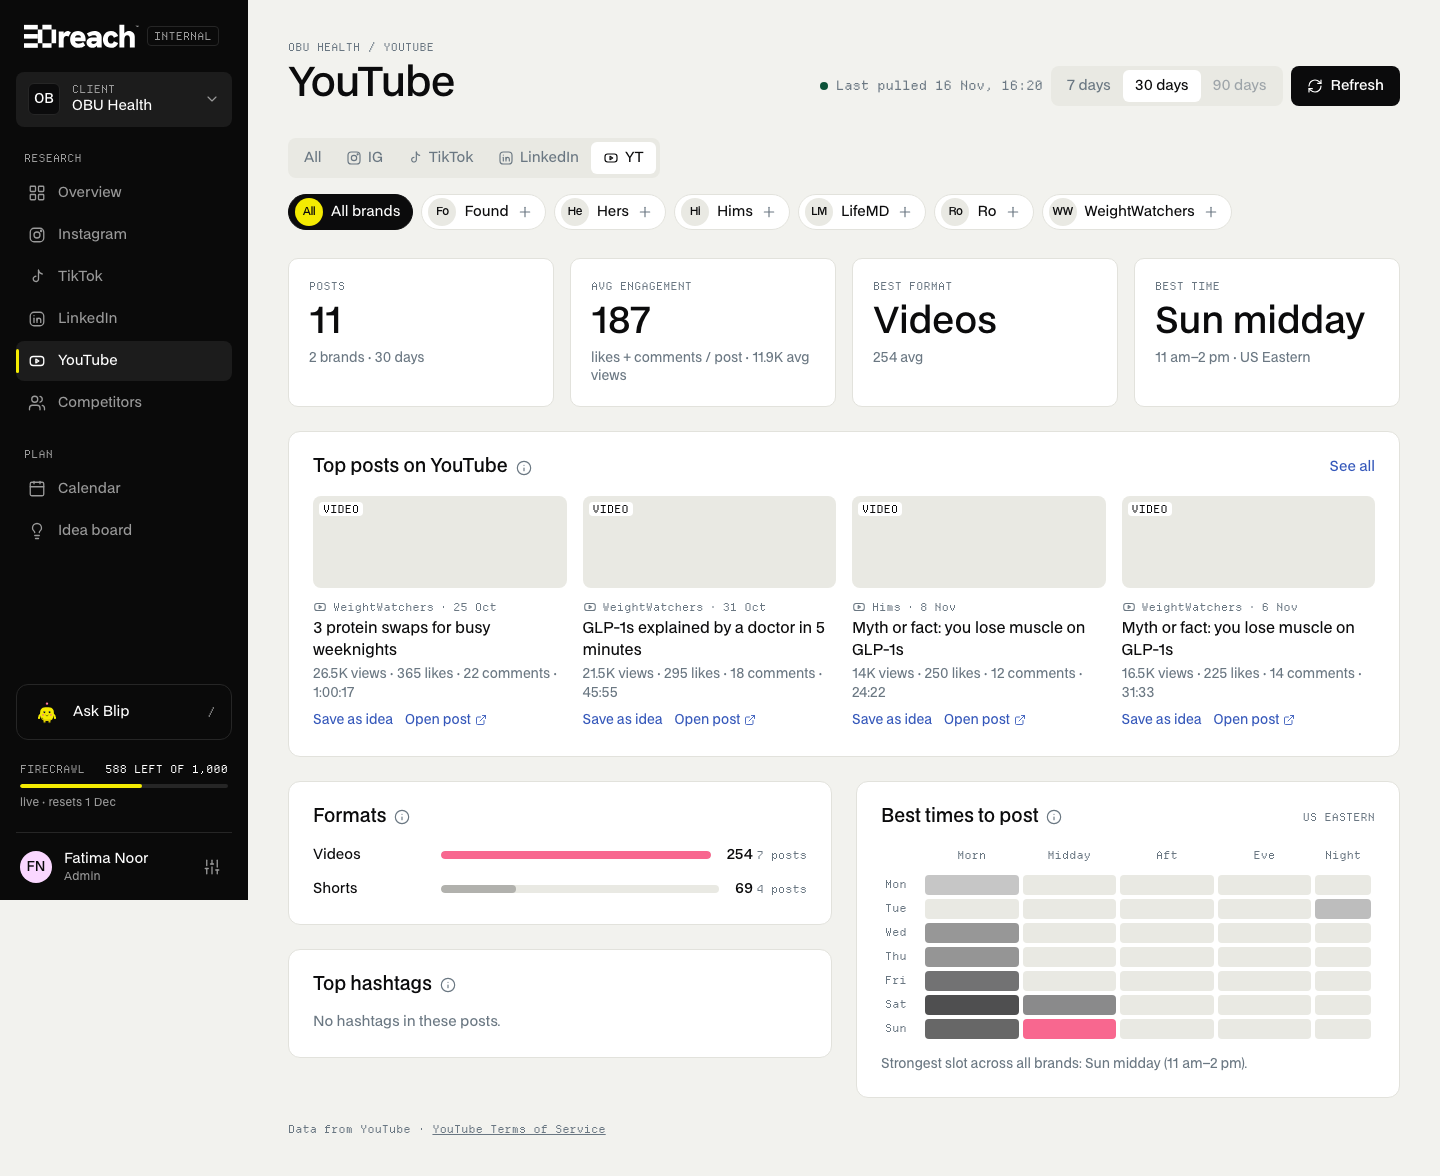 reach INTERNAL
OB CLIENT
OBU Health
RESEARCH
Overview
Instagram
TikTok
LinkedIn
YouTube
Competitors
PLAN
Calendar
Idea board
Ask Blip /
FIRECRAWL 588 LEFT OF 1,000
live · resets 1 Dec
FN Fatima Noor
Admin
OBU HEALTH / YOUTUBE
YouTube
Last pulled 16 Nov, 16:20 7 days 30 days 90 days Refresh
All IG TikTok LinkedIn YT
All All brands Fo Found + He Hers + Hi Hims + LM LifeMD + Ro Ro + WW WeightWatchers +
POSTS
11
2 brands · 30 days
AVG ENGAGEMENT
187
likes + comments / post · 11.9K avg
views
BEST FORMAT
Videos
254 avg
BEST TIME
Sun midday
11 am–2 pm · US Eastern
Top posts on YouTube See all
VIDEO
WeightWatchers · 25 Oct
3 protein swaps for busy
weeknights
26.5K views · 365 likes · 22 comments ·
1:00:17
Save as idea Open post
VIDEO
WeightWatchers · 31 Oct
GLP-1s explained by a doctor in 5
minutes
21.5K views · 295 likes · 18 comments ·
45:55
Save as idea Open post
VIDEO
Hims · 8 Nov
Myth or fact: you lose muscle on
GLP-1s
14K views · 250 likes · 12 comments ·
24:22
Save as idea Open post
VIDEO
WeightWatchers · 6 Nov
Myth or fact: you lose muscle on
GLP-1s
16.5K views · 225 likes · 14 comments ·
31:33
Save as idea Open post
Formats
Videos 254 7 posts
Shorts 69 4 posts
Top hashtags
No hashtags in these posts.
Best times to post US EASTERN
Morn Midday Aft Eve Night
Mon
Tue
Wed
Thu
Fri
Sat
Sun
Strongest slot across all brands: Sun midday (11 am–2 pm).
Data from YouTube · YouTube Terms of Service